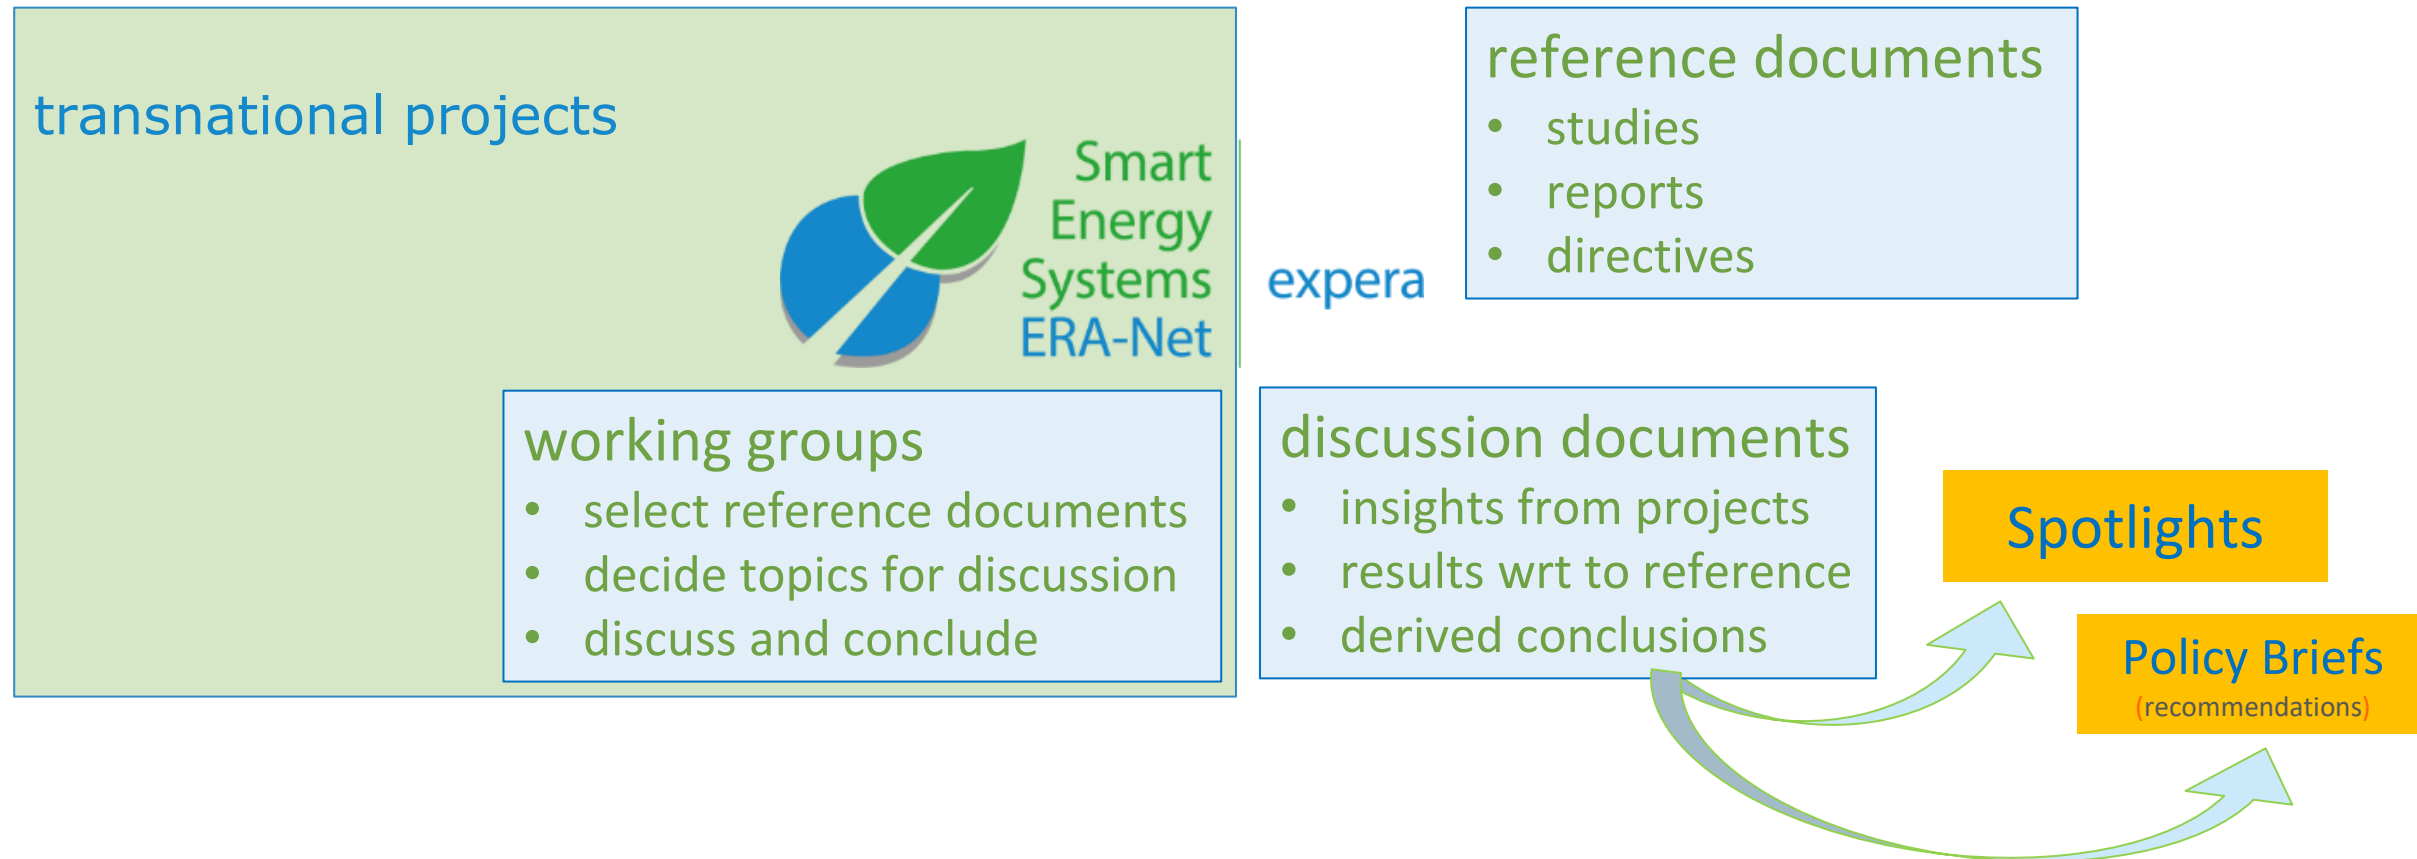 transnational projects
Smart
Energy
Systems
ERA-Net
expera
reference documents
• studies
• reports
• directives
working groups
• select reference documents
• decide topics for discussion
• discuss and conclude
discussion documents
• insights from projects
• results wrt to reference
• derived conclusions
Spotlights
Policy Briefs
(recommendations)